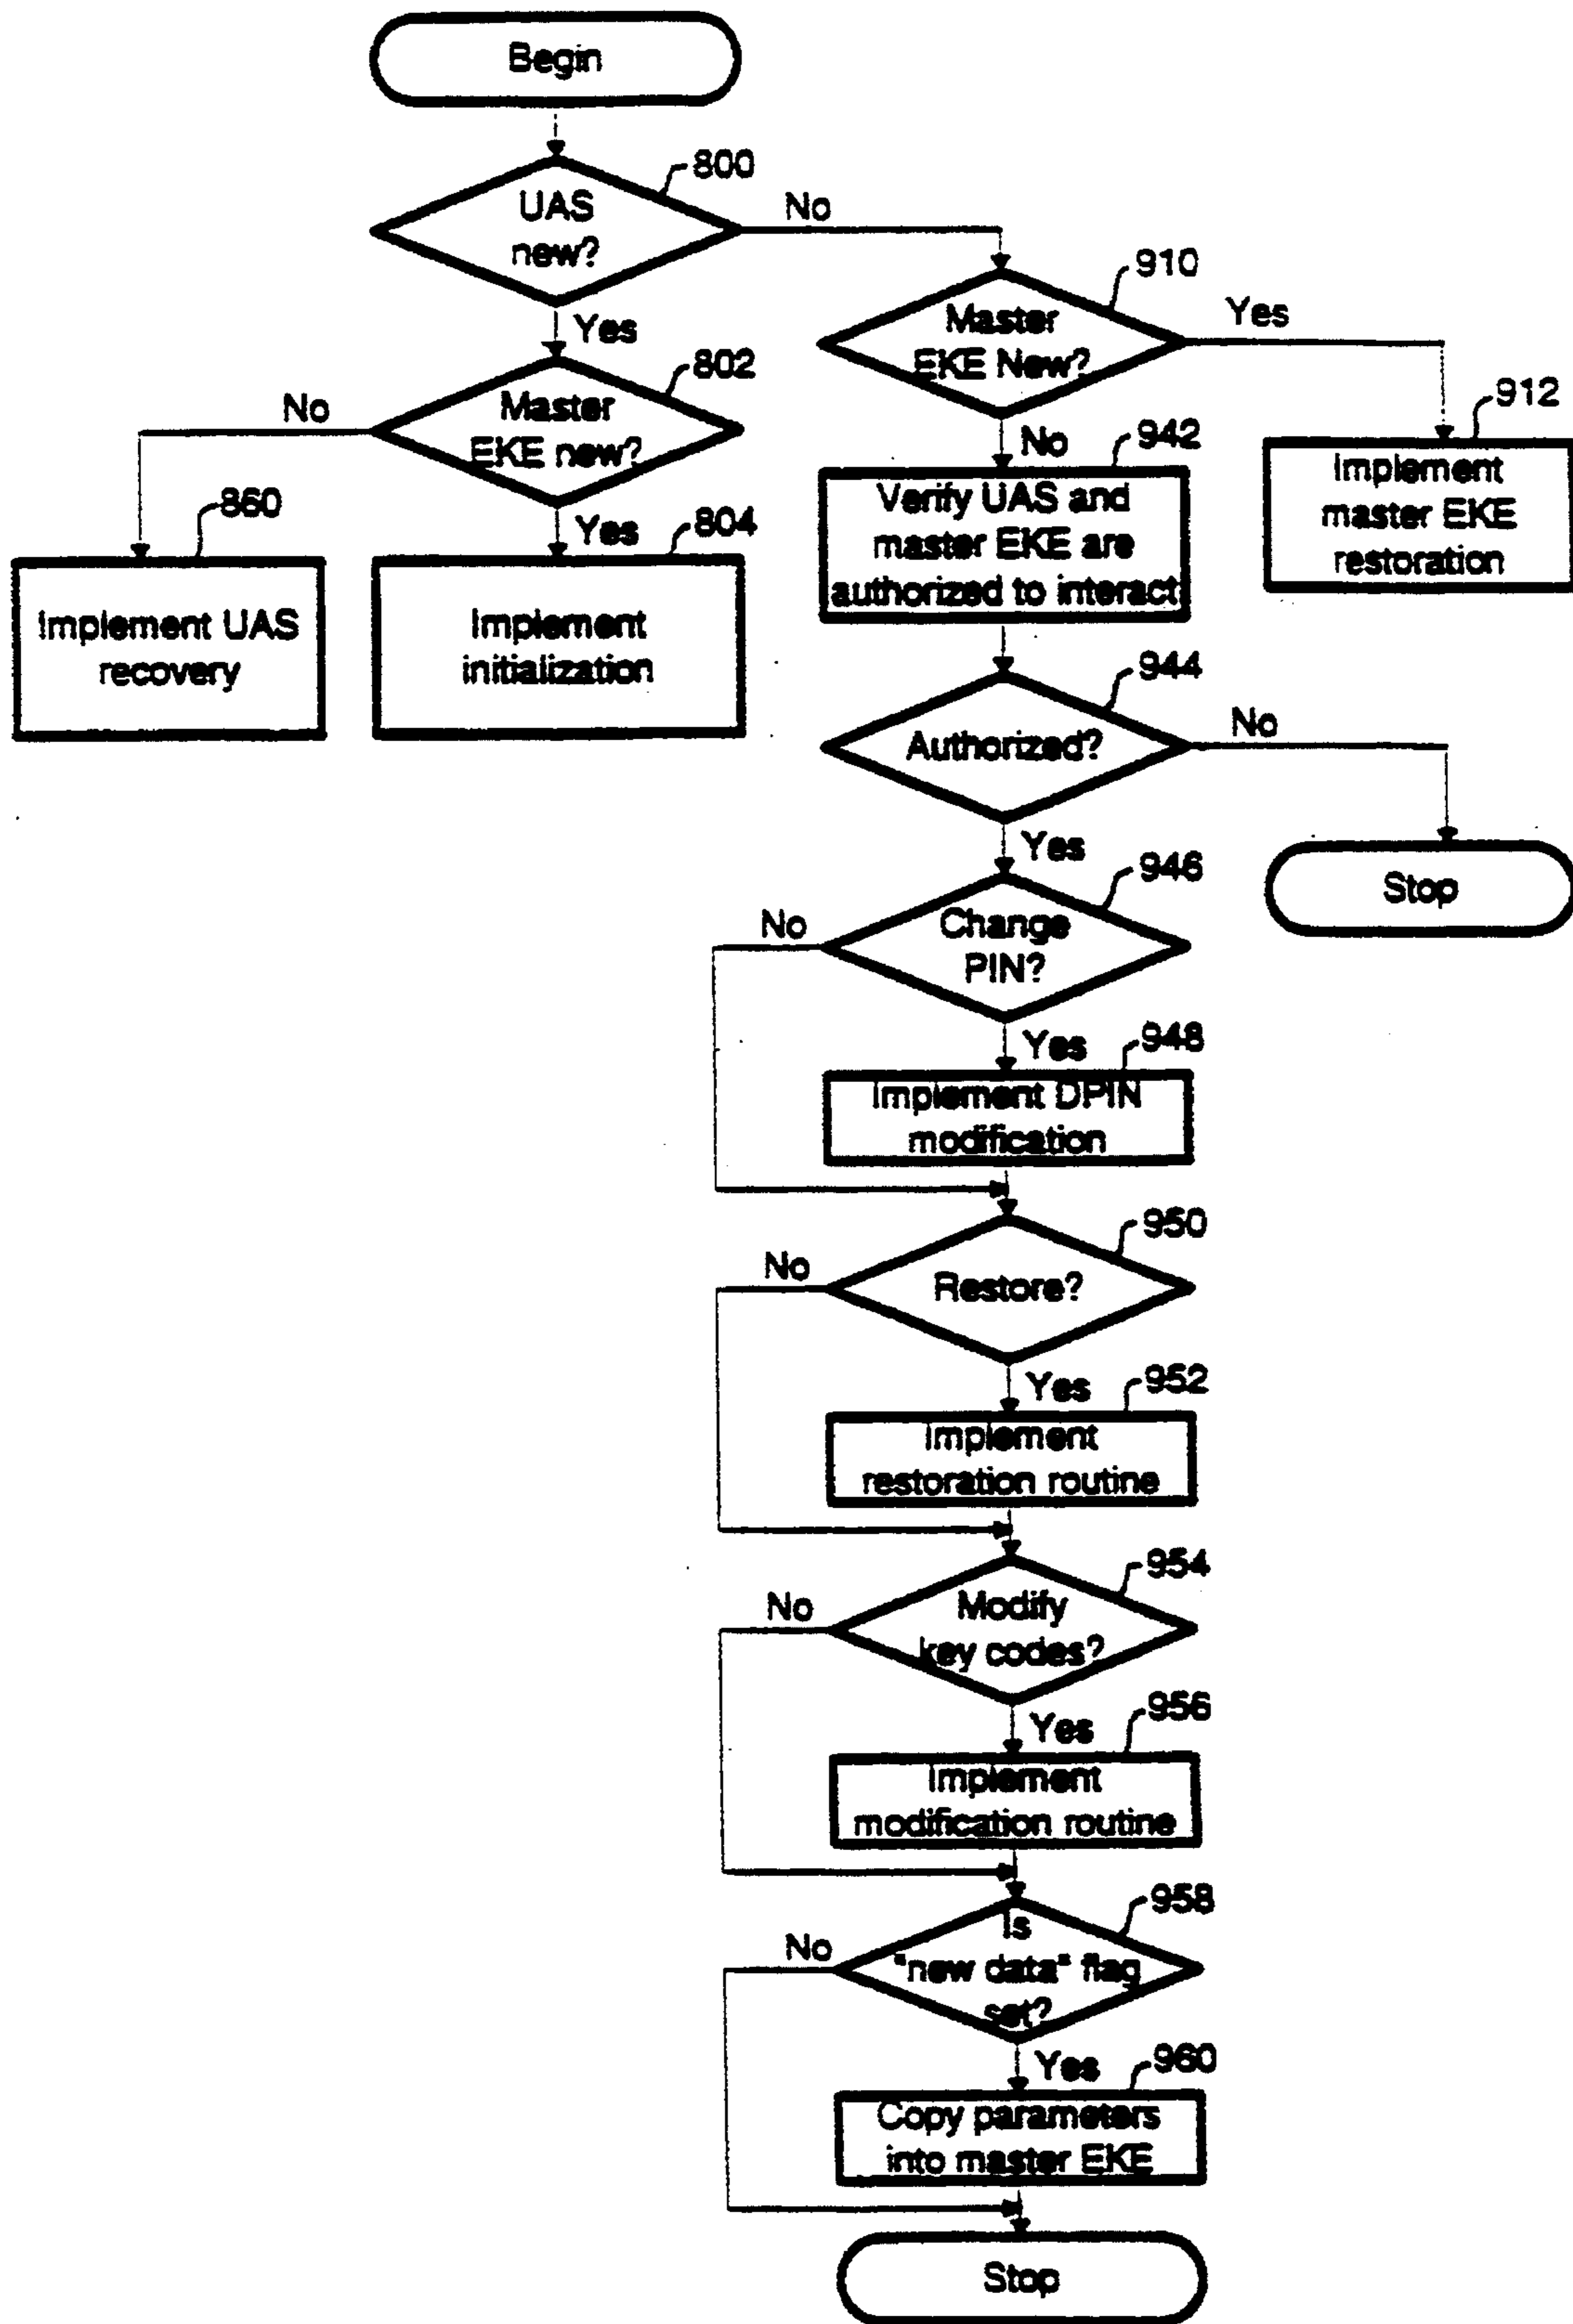 Begin
800
UAS
new?
No
Yes
910
Master
EKE New?
Yes
802
Master
EKE new?
No
Yes
No
942
912
Implement
master EKE
restoration
Verify UAS and
master EKE are
authorized to interact
860
804
Implement UAS
recovery
Implement
initialization
944
Authorized?
No
Yes
Stop
946
Change
PIN?
No
Yes
948
Implement DPIN
modification
950
Restore?
No
Yes
952
Implement
restoration routine
954
Modify
key codes?
No
Yes
956
Implement
modification routine
958
Is
"new data" flag
set?
No
Yes
960
Copy parameters
into master EKE
Stop